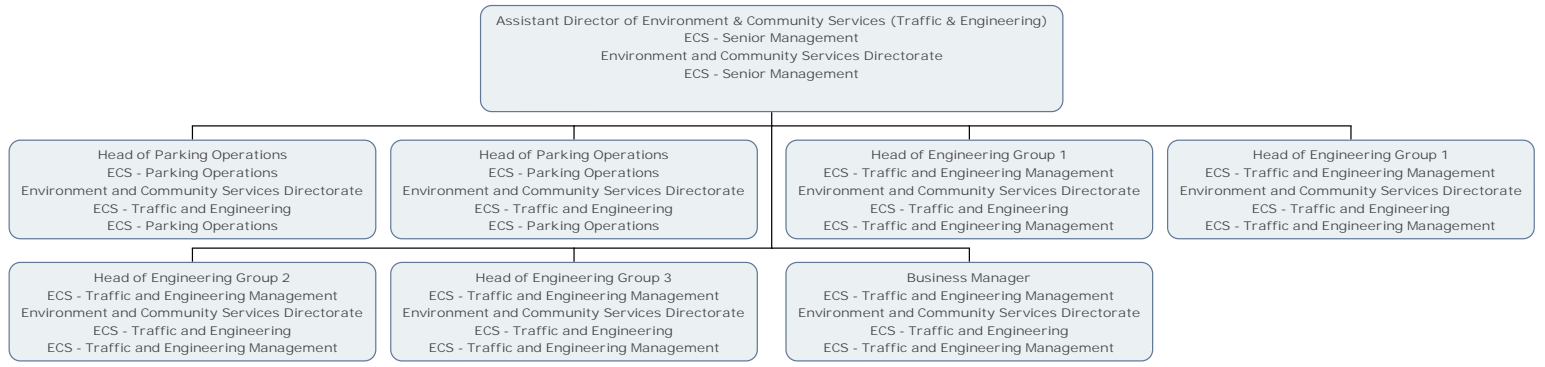 Assistant Director of Environment & Community Services (Traffic & Engineering)
ECS - Senior Management
Environment and Community Services Directorate
ECS - Senior Management
Head of Parking Operations
ECS - Parking Operations
Environment and Community Services Directorate
ECS - Traffic and Engineering
ECS - Parking Operations
Head of Parking Operations
ECS - Parking Operations
Environment and Community Services Directorate
ECS - Traffic and Engineering
ECS - Parking Operations
Head of Engineering Group 1
ECS - Traffic and Engineering Management
Environment and Community Services Directorate
ECS - Traffic and Engineering
ECS - Traffic and Engineering Management
Head of Engineering Group 1
ECS - Traffic and Engineering Management
Environment and Community Services Directorate
ECS - Traffic and Engineering
ECS - Traffic and Engineering Management
Head of Engineering Group 2
ECS - Traffic and Engineering Management
Environment and Community Services Directorate
ECS - Traffic and Engineering
ECS - Traffic and Engineering Management
Head of Engineering Group 3
ECS - Traffic and Engineering Management
Environment and Community Services Directorate
ECS - Traffic and Engineering
ECS - Traffic and Engineering Management
Business Manager
ECS - Traffic and Engineering Management
Environment and Community Services Directorate
ECS - Traffic and Engineering
ECS - Traffic and Engineering Management